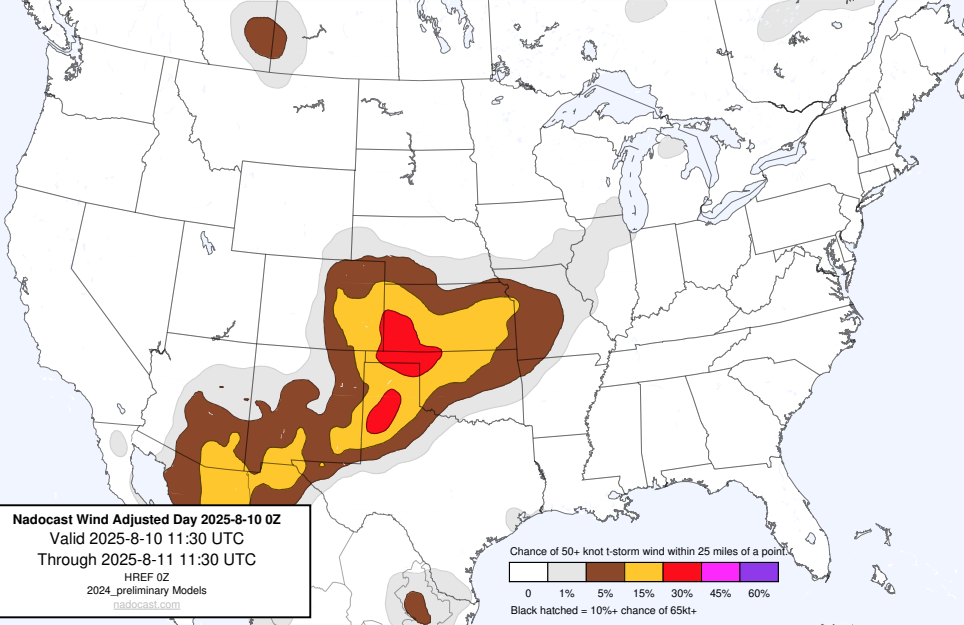 Nadocast Wind Adjusted Day 2025-8-10 0Z
Valid 2025-8-10 11:30 UTC
Through 2025-8-11 11:30 UTC
HREF 0Z
2024_preliminary Models
nadocast.com
Chance of 50+ knot t-storm wind within 25 miles of a point.
0 1% 5% 15% 30% 45% 60%
Black hatched = 10%+ chance of 65kt+